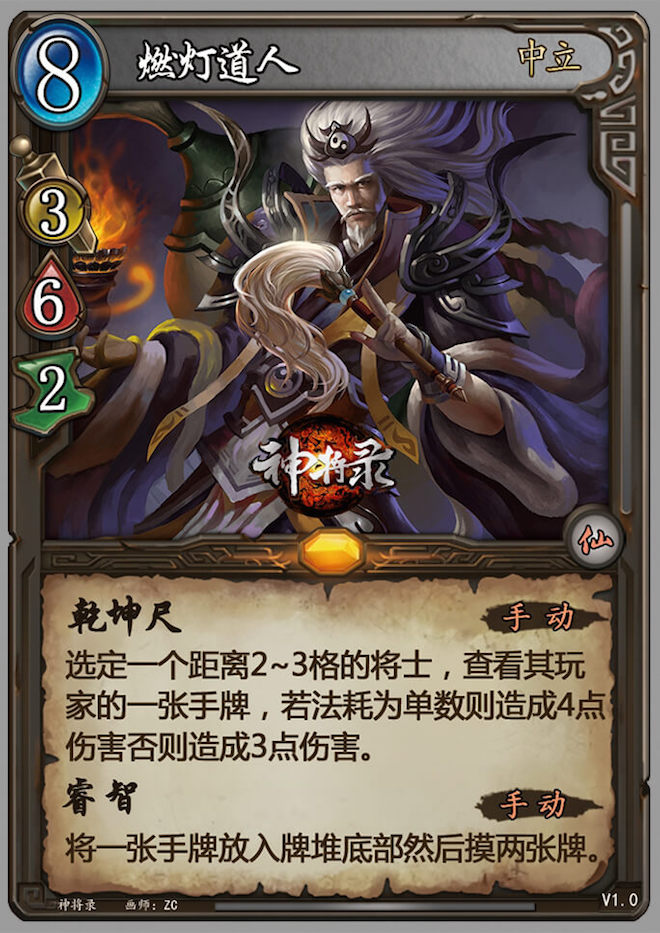 8
燃灯道人
中立
3
6
2
神将录
仙
乾坤尺
手动
选定一个距离2~3格的将士，查看其玩
家的一张手牌，若法耗为单数则造成4点
伤害否则造成3点伤害。
睿智
手动
将一张手牌放入牌堆底部然后摸两张牌。
神将录
画师：ZC
V1.0